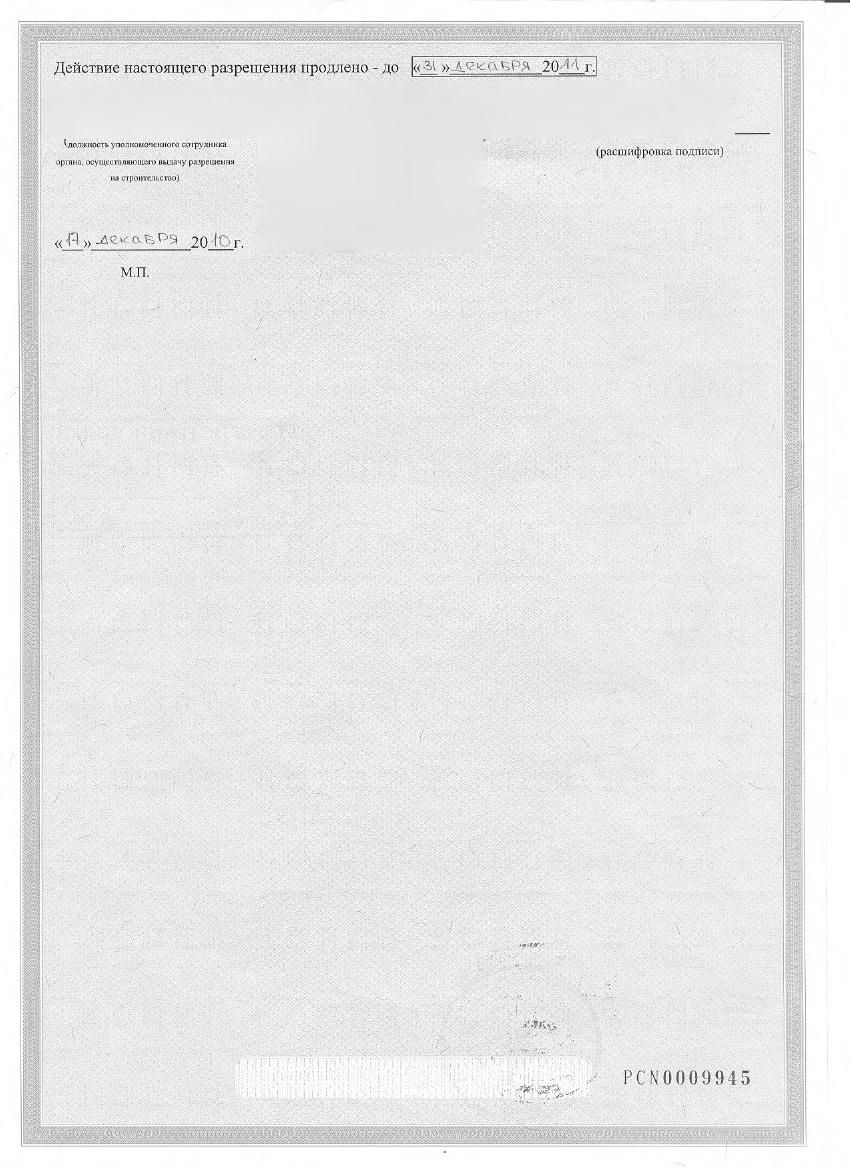 Действие настоящего разрешения продлено - до «31» декабря 2011 г.
(должность уполномоченного сотрудника
органа, осуществляющего выдачу разрешения
на строительство)
(расшифровка подписи)
«17» декабря 2010 г.
М.П.
PCN0009945